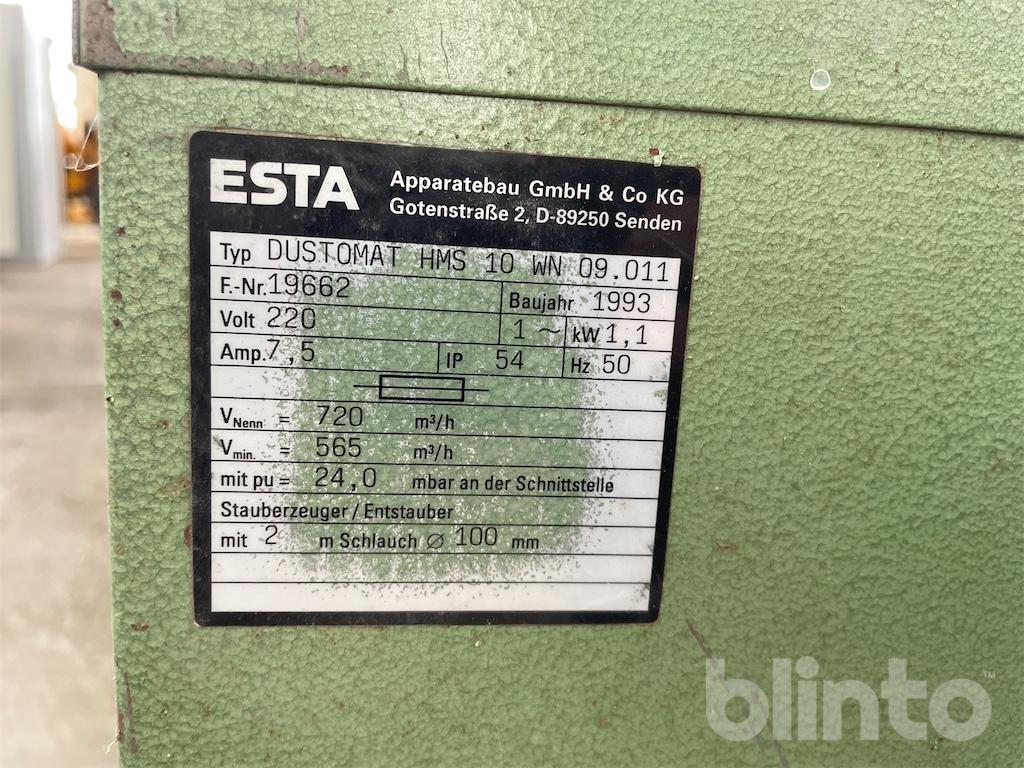 ESTA
Apparatebau GmbH & Co KG
Gotenstraße 2, D-89250 Senden
Typ DUSTOMAT HMS 10 WN 09.011
F.-Nr. 19662 Baujahr 1993
Volt 220 1 ~ kW 1,1
Amp. 7,5 IP 54 Hz 50
VNenn = 720 m³/h
Vmin. = 565 m³/h
mit pu = 24,0 mbar an der Schnittstelle
Stauberzeuger / Entstauber
mit 2 m Schlauch ⌀ 100 mm
blinto™